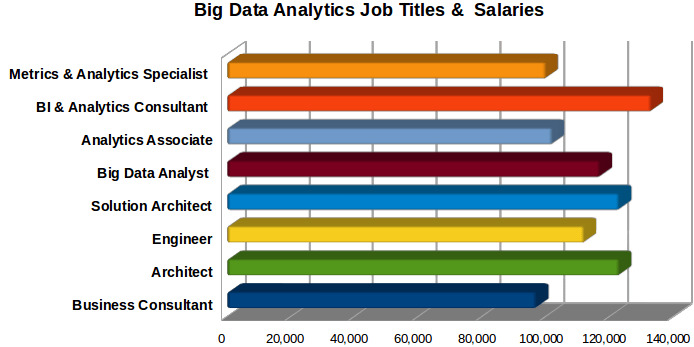 Big Data Analytics Job Titles & Salaries
Metrics & Analytics Specialist
BI & Analytics Consultant
Analytics Associate
Big Data Analyst
Solution Architect
Engineer
Architect
Business Consultant
0 20,000 40,000 60,000 80,000 100,000 120,000 140,000